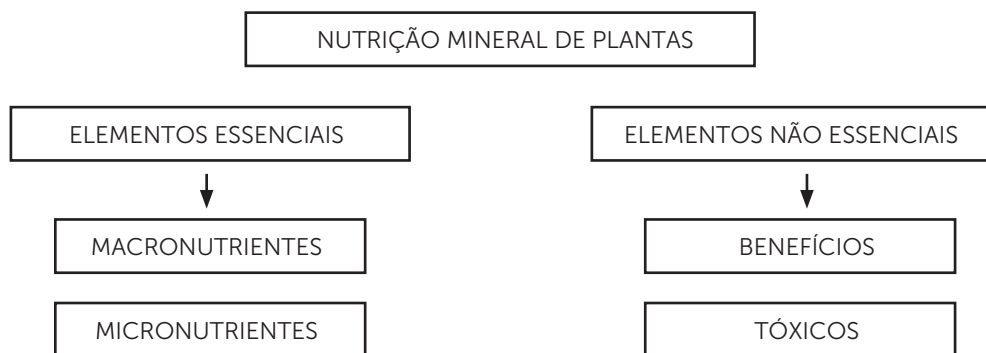 NUTRIÇÃO MINERAL DE PLANTAS
ELEMENTOS ESSENCIAIS
ELEMENTOS NÃO ESSENCIAIS
MACRONUTRIENTES
BENEFÍCIOS
MICRONUTRIENTES
TÓXICOS